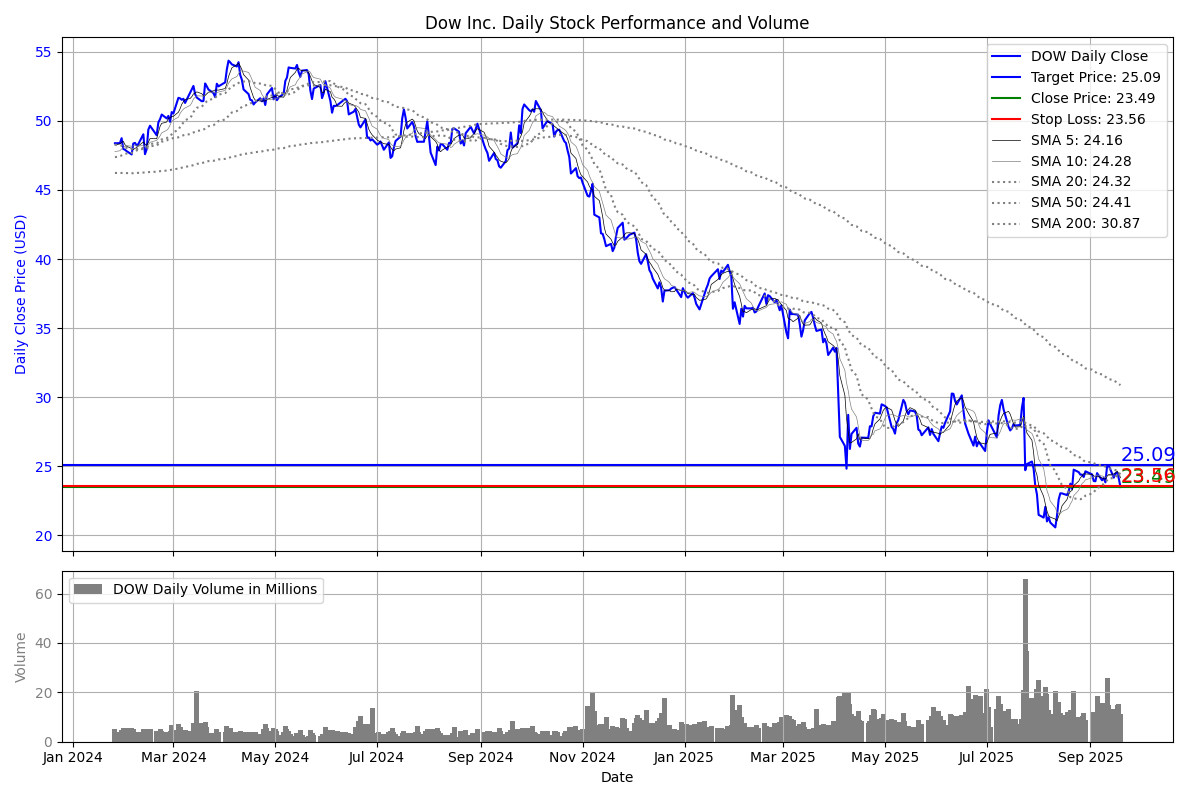 Dow Inc. Daily Stock Performance and Volume
Daily Close Price (USD)
55
50
45
40
35
30
25
20
DOW Daily Close
Target Price: 25.09
Close Price: 23.49
Stop Loss: 23.56
SMA 5: 24.16
SMA 10: 24.28
SMA 20: 24.32
SMA 50: 24.41
SMA 200: 30.87
25.09
23.56
Volume
60
40
20
0
DOW Daily Volume in Millions
Jan 2024 Mar 2024 May 2024 Jul 2024 Sep 2024 Nov 2024 Jan 2025 Mar 2025 May 2025 Jul 2025 Sep 2025
Date